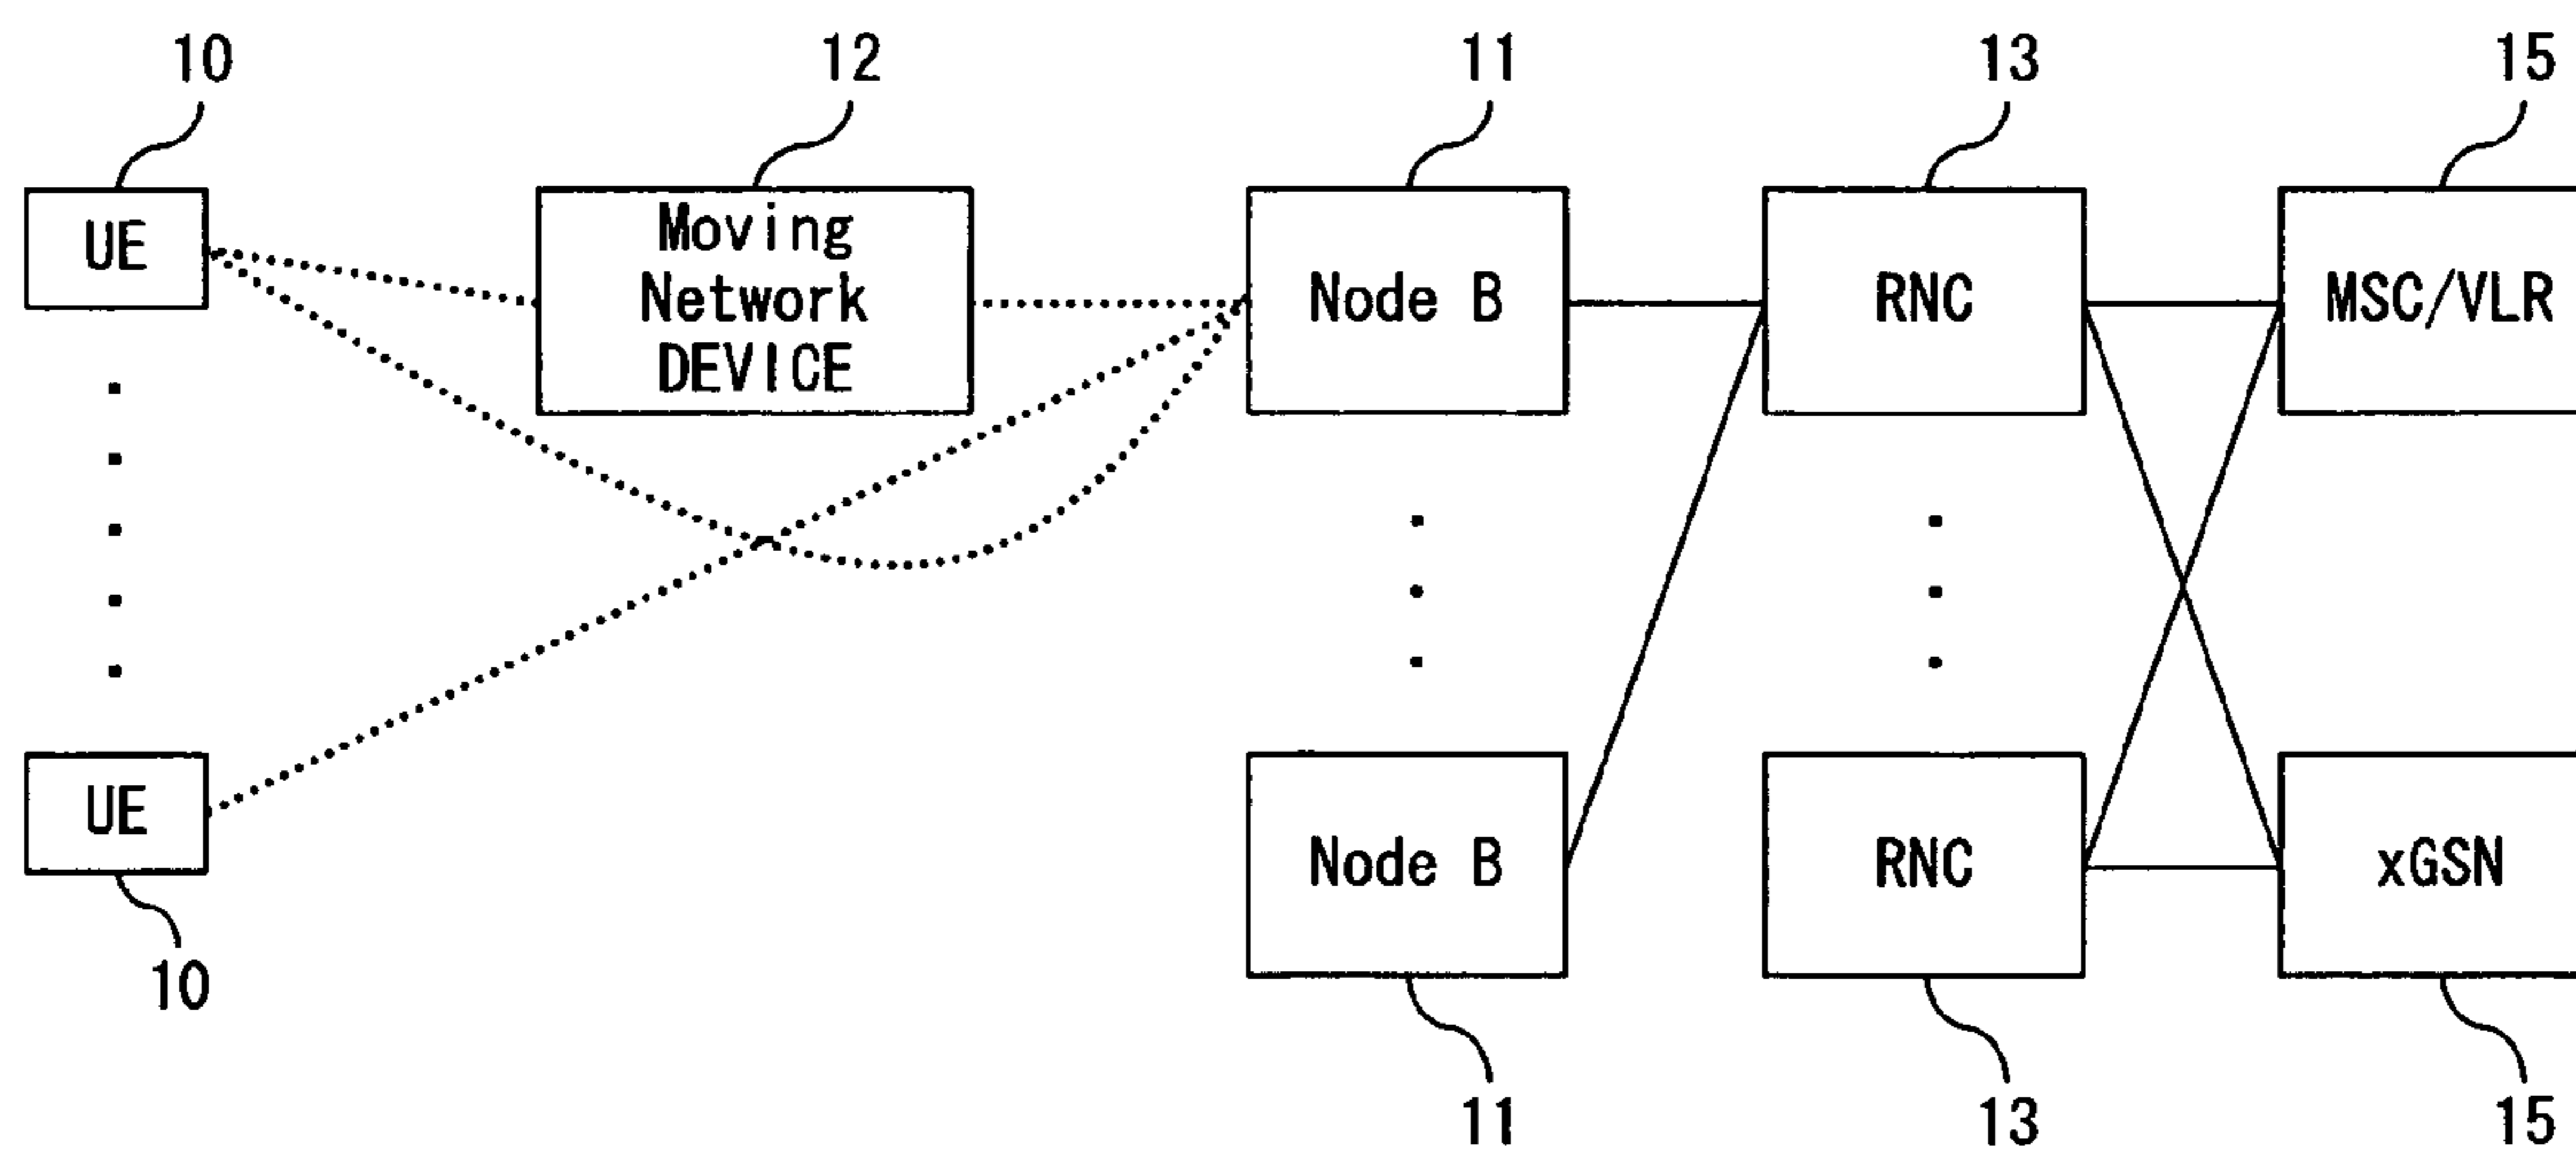 10
12
11
13
15
UE
Moving
Network
DEVICE
Node B
RNC
MSC/VLR
UE
Node B
RNC
xGSN
10
11
13
15